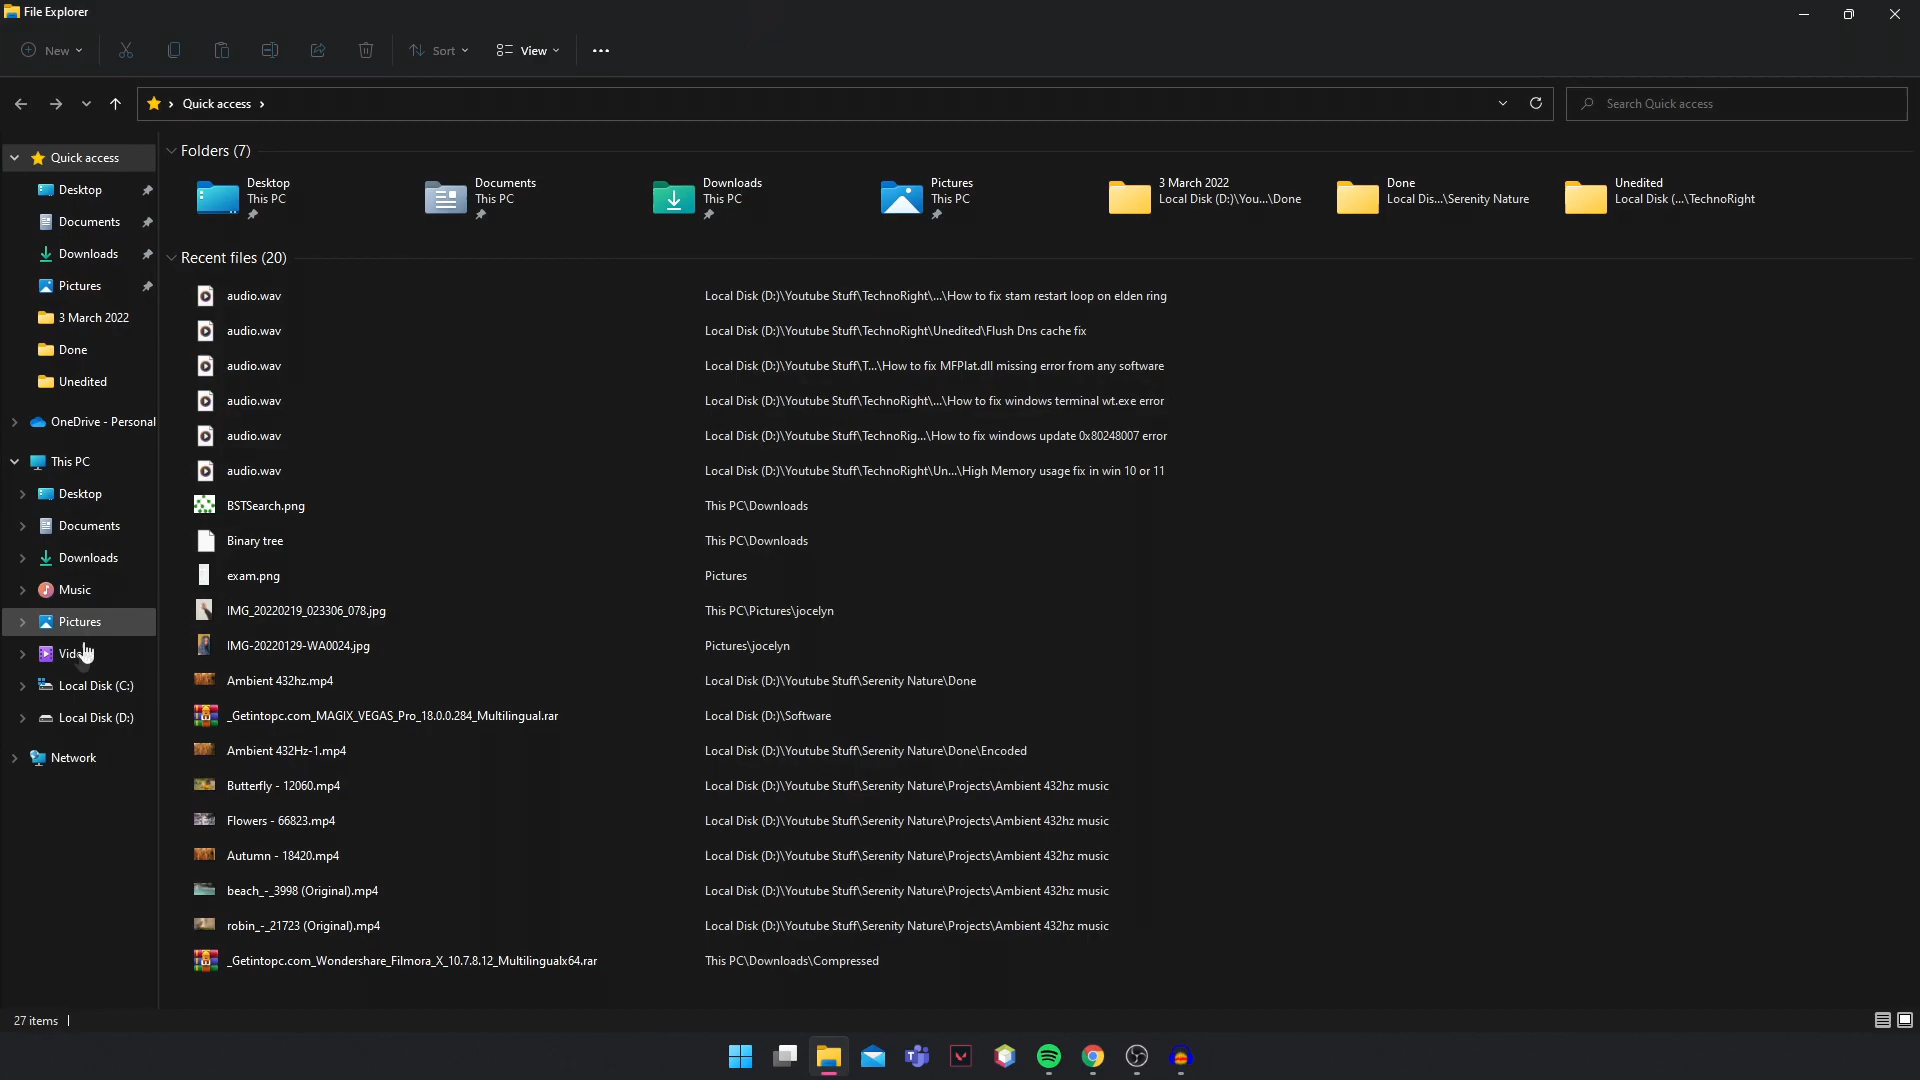 File Explorer
New
Sort
View
Quick access
Search Quick access
Quick access
Desktop
Documents
Downloads
Pictures
3 March 2022
Done
Unedited
OneDrive - Personal
This PC
Desktop
Documents
Downloads
Music
Pictures
Local Disk (C:)
Local Disk (D:)
Network
Folders (7)
Desktop
This PC
Documents
This PC
Downloads
This PC
Pictures
This PC
3 March 2022
Local Disk (D:)\You...\Done
Done
Local Dis...\Serenity Nature
Unedited
Local Disk (...\TechnoRight
Recent files (20)
audio.wav Local Disk (D:)\Youtube Stuff\TechnoRight\...\How to fix stam restart loop on elden ring
audio.wav Local Disk (D:)\Youtube Stuff\TechnoRight\Unedited\Flush Dns cache fix
audio.wav Local Disk (D:)\Youtube Stuff\T...\How to fix MFPlat.dll missing error from any software
audio.wav Local Disk (D:)\Youtube Stuff\TechnoRight\...\How to fix windows terminal wt.exe error
audio.wav Local Disk (D:)\Youtube Stuff\TechnoRig...\How to fix windows update 0x80248007 error
audio.wav Local Disk (D:)\Youtube Stuff\TechnoRight\Un...\High Memory usage fix in win 10 or 11
BSTSearch.png This PC\Downloads
Binary tree This PC\Downloads
exam.png Pictures
IMG_20220219_023306_078.jpg This PC\Pictures\jocelyn
IMG-20220129-WA0024.jpg Pictures\jocelyn
Ambient 432hz.mp4 Local Disk (D:)\Youtube Stuff\Serenity Nature\Done
_Getintopc.com_MAGIX_VEGAS_Pro_18.0.0.284_Multilingual.rar Local Disk (D:)\Software
Ambient 432Hz-1.mp4 Local Disk (D:)\Youtube Stuff\Serenity Nature\Done\Encoded
Butterfly - 12060.mp4 Local Disk (D:)\Youtube Stuff\Serenity Nature\Projects\Ambient 432hz music
Flowers - 66823.mp4 Local Disk (D:)\Youtube Stuff\Serenity Nature\Projects\Ambient 432hz music
Autumn - 18420.mp4 Local Disk (D:)\Youtube Stuff\Serenity Nature\Projects\Ambient 432hz music
beach_-_3998 (Original).mp4 Local Disk (D:)\Youtube Stuff\Serenity Nature\Projects\Ambient 432hz music
robin_-_21723 (Original).mp4 Local Disk (D:)\Youtube Stuff\Serenity Nature\Projects\Ambient 432hz music
_Getintopc.com_Wondershare_Filmora_X_10.7.8.12_Multilingualx64.rar This PC\Downloads\Compressed
27 items